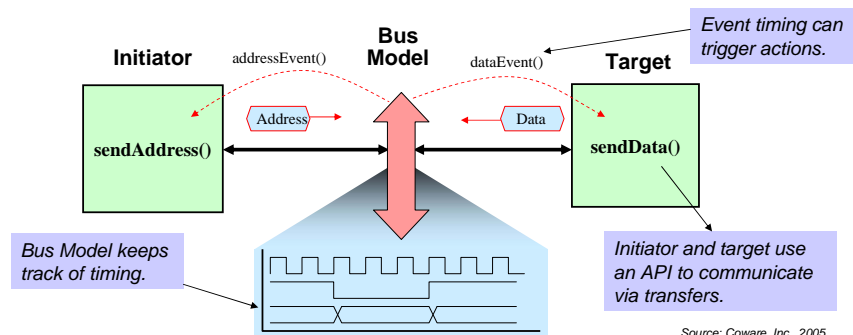 Event timing can
trigger actions.
Bus
Model
Initiator
Target
addressEvent()
dataEvent()
Address
Data
sendAddress()
sendData()
Bus Model keeps
track of timing.
Initiator and target use
an API to communicate
via transfers.
Source: Coware, Inc., 2005